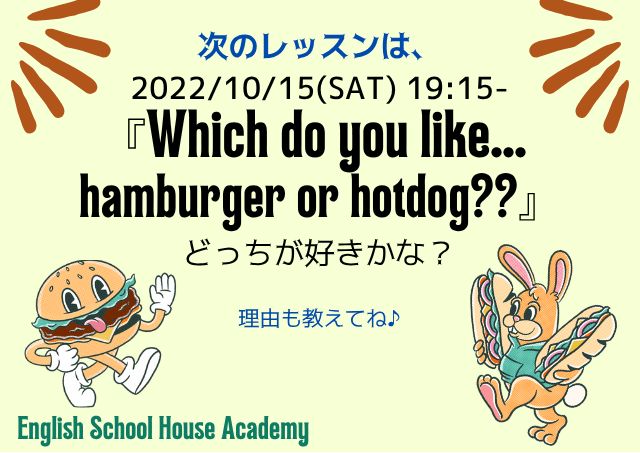 次のレッスンは、
2022/10/15(SAT) 19:15-
『Which do you like...
hamburger or hotdog??』
どっちが好きかな？
理由も教えてね♪
English School House Academy